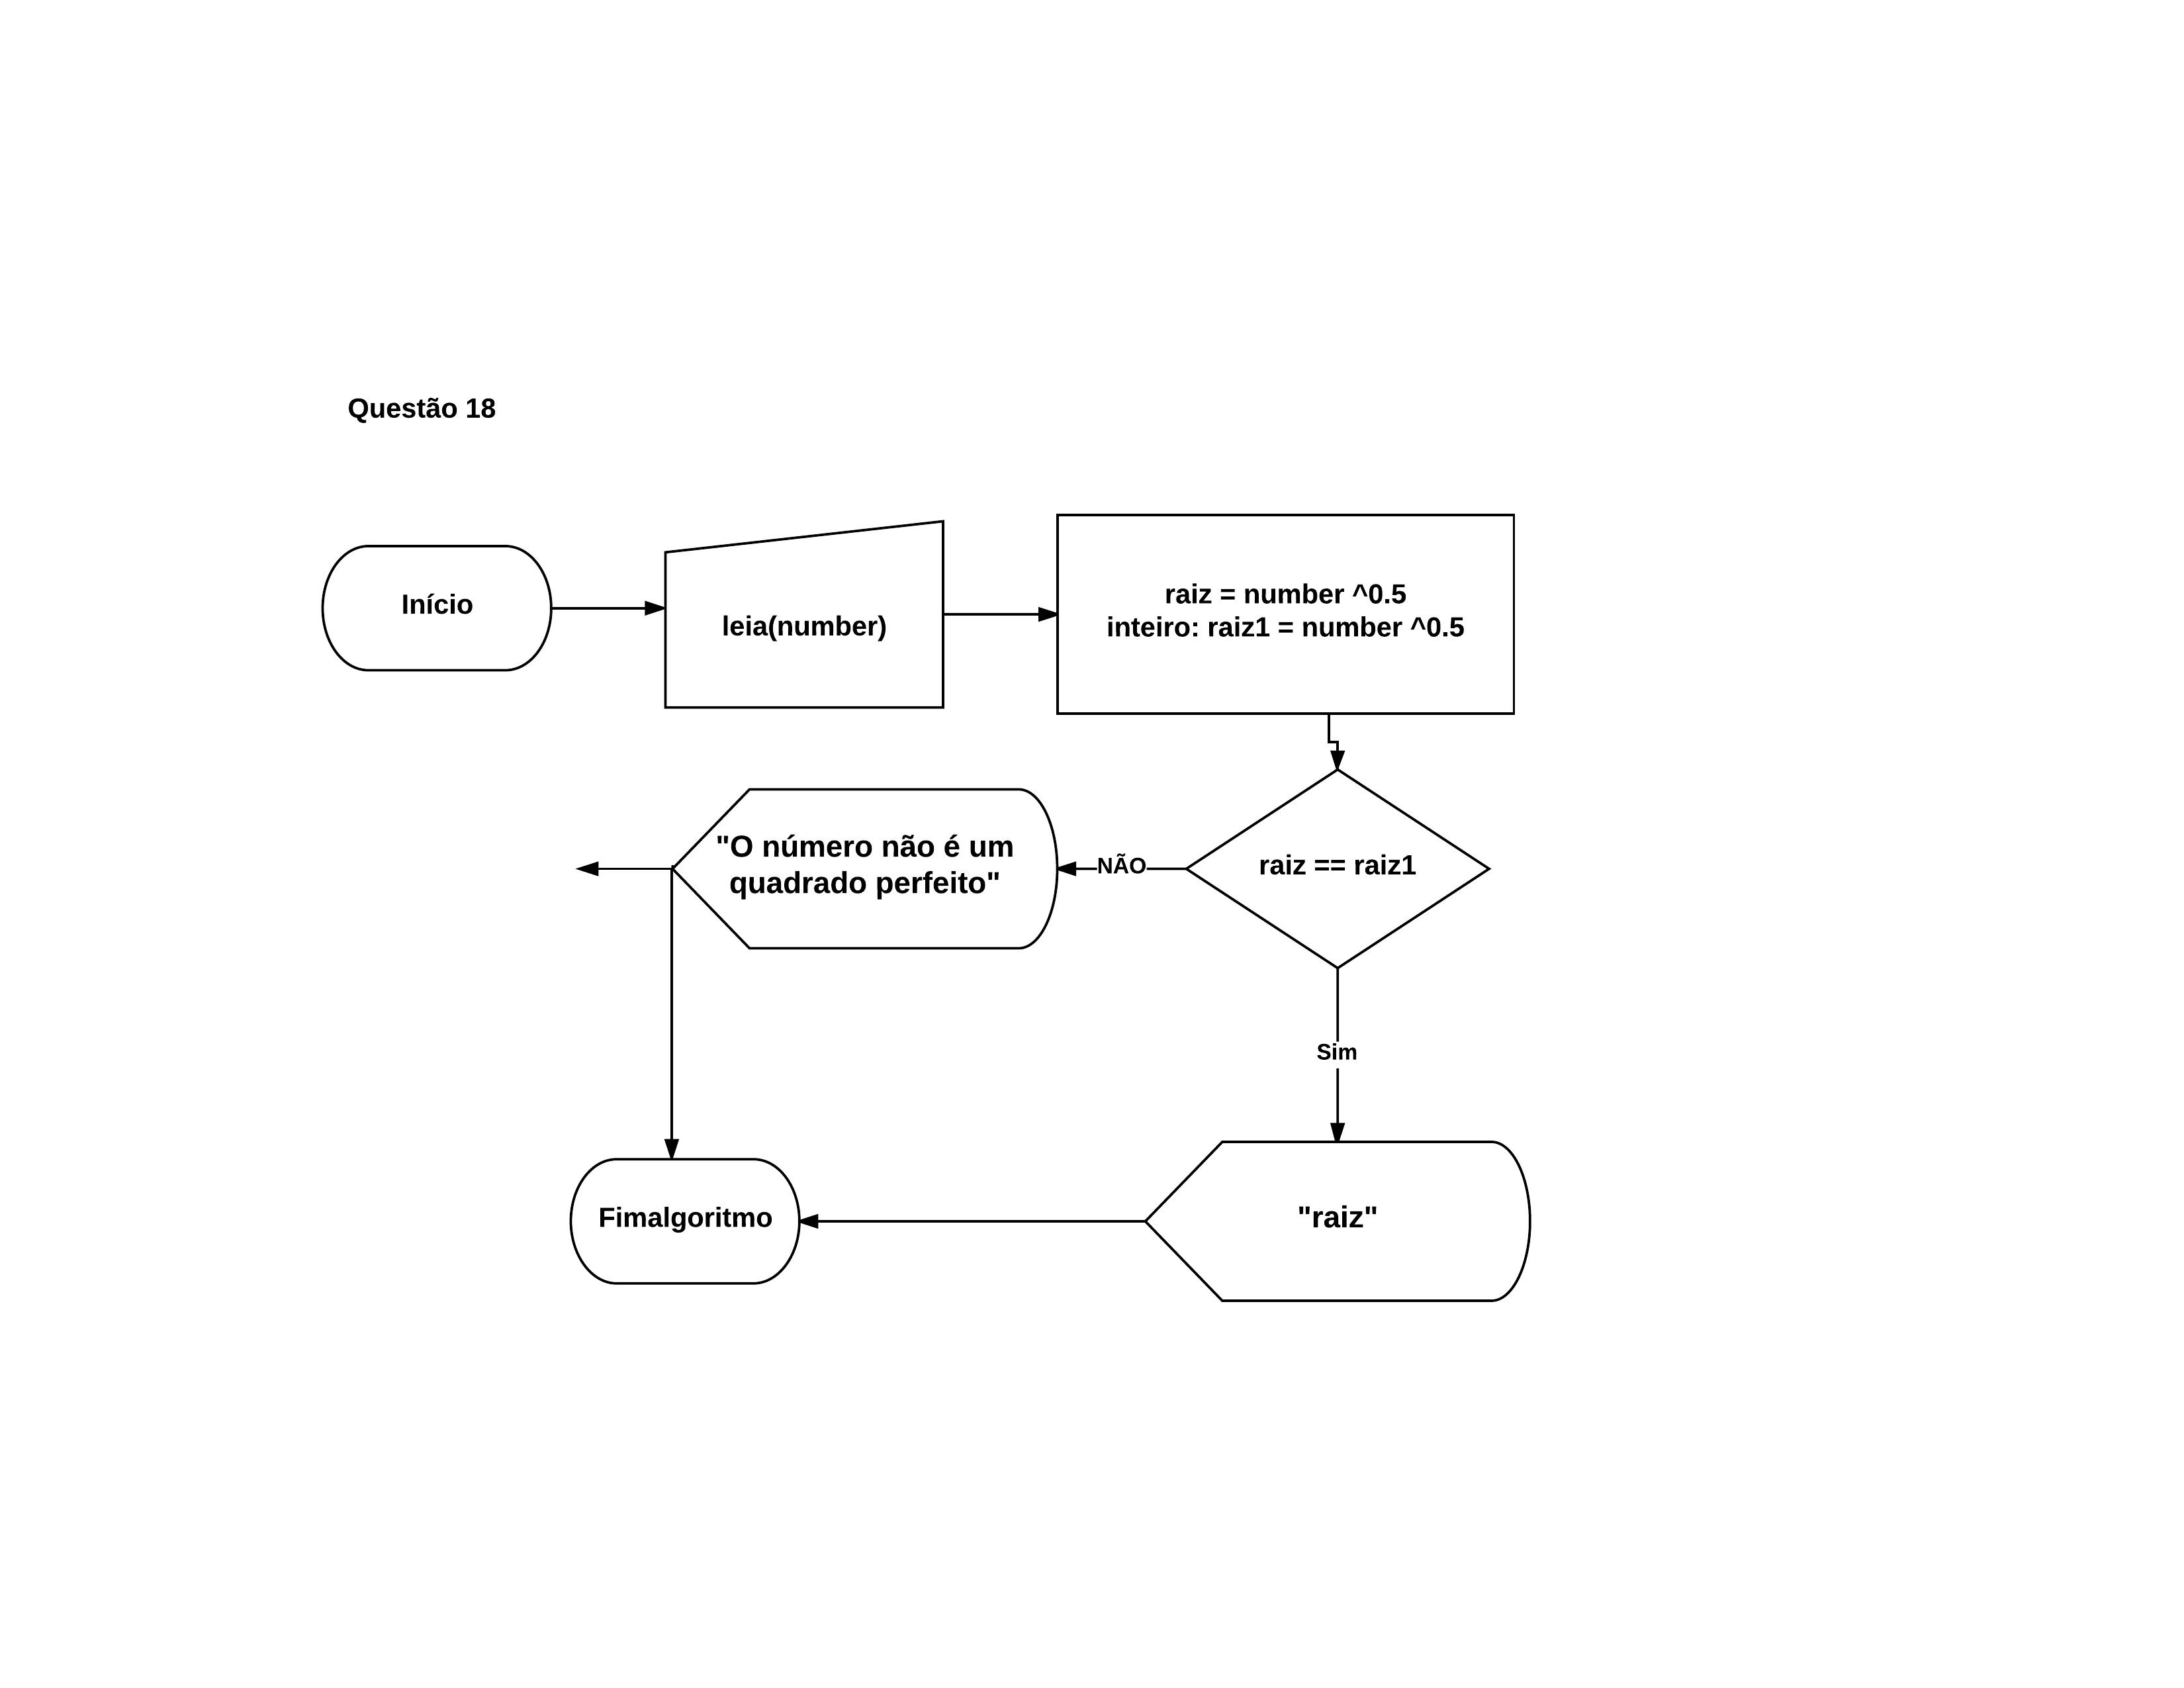 Questão 18
Início
leia(number)
raiz = number ^0.5
inteiro: raiz1 = number ^0.5
raiz == raiz1
NÃO
"O número não é um
quadrado perfeito"
Sim
"raiz"
Fimalgoritmo